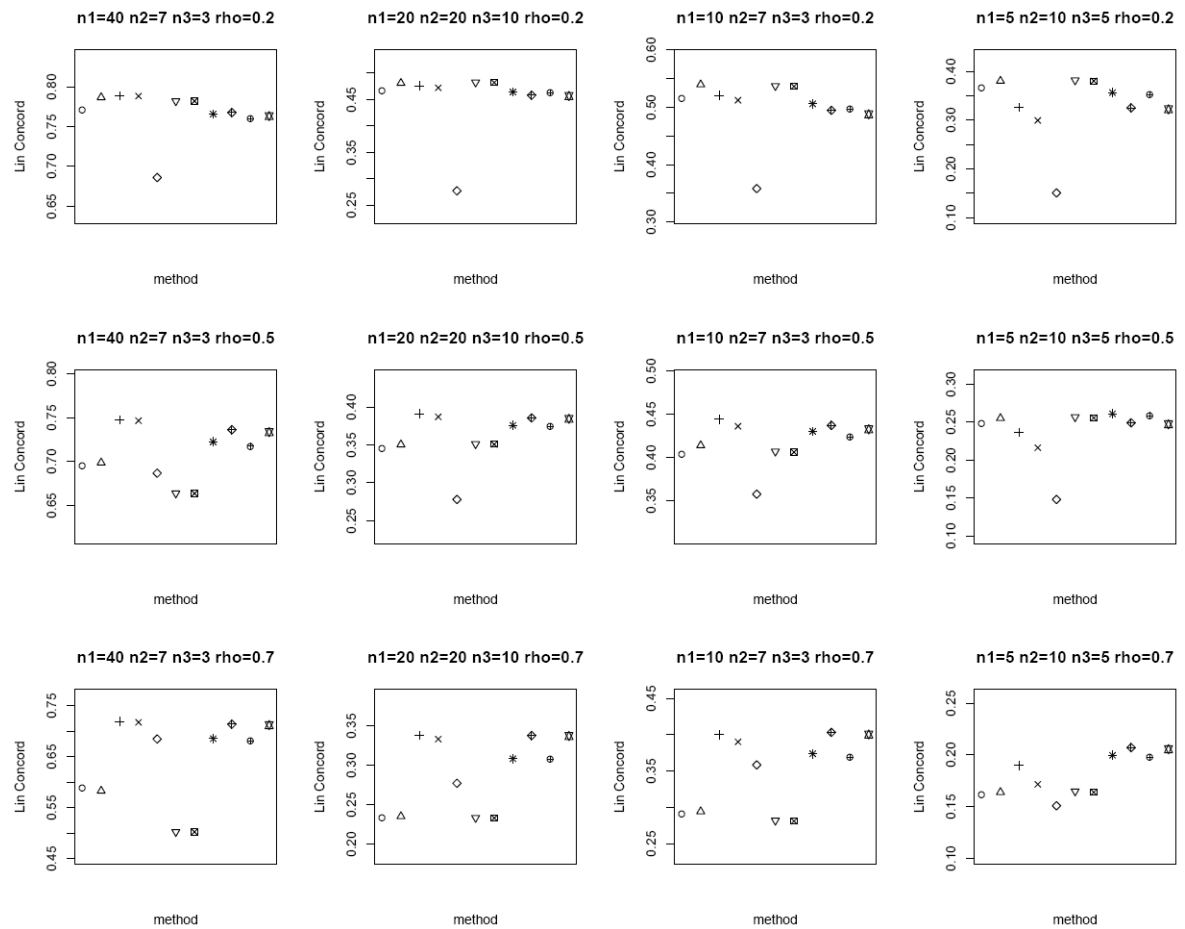 n1=40 n2=7 n3=3 rho=0.2
n1=20 n2=20 n3=10 rho=0.2
n1=10 n2=7 n3=3 rho=0.2
n1=5 n2=10 n3=5 rho=0.2
Lin Concord
0.80
0.75
0.70
0.65
method
Lin Concord
0.45
0.35
0.25
method
Lin Concord
0.60
0.50
0.40
0.30
method
Lin Concord
0.40
0.30
0.20
0.10
method
n1=40 n2=7 n3=3 rho=0.5
n1=20 n2=20 n3=10 rho=0.5
n1=10 n2=7 n3=3 rho=0.5
n1=5 n2=10 n3=5 rho=0.5
Lin Concord
0.80
0.75
0.70
0.65
method
Lin Concord
0.40
0.35
0.30
0.25
method
Lin Concord
0.50
0.45
0.40
0.35
method
Lin Concord
0.30
0.25
0.20
0.15
0.10
method
n1=40 n2=7 n3=3 rho=0.7
n1=20 n2=20 n3=10 rho=0.7
n1=10 n2=7 n3=3 rho=0.7
n1=5 n2=10 n3=5 rho=0.7
Lin Concord
0.75
0.65
0.55
0.45
method
Lin Concord
0.35
0.30
0.25
0.20
method
Lin Concord
0.45
0.35
0.25
method
Lin Concord
0.25
0.20
0.15
0.10
method